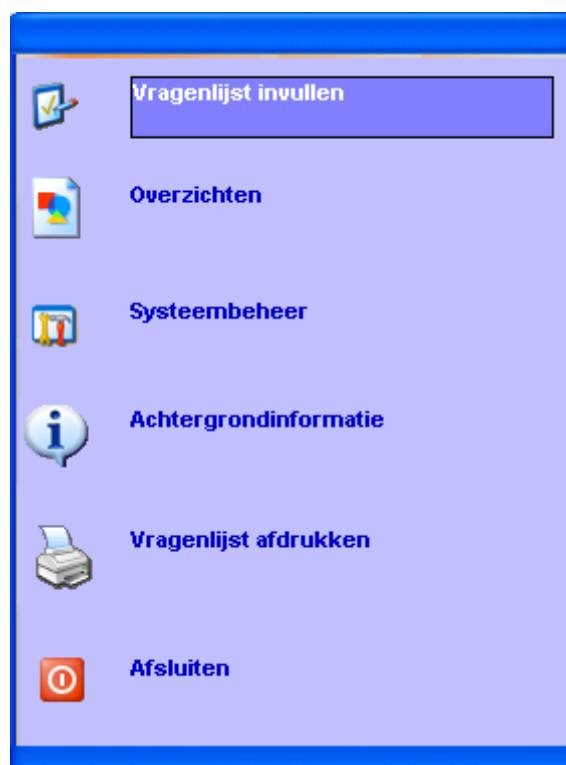 Vragenlijst invullen
Overzichten
Systeembeheer
Achtergrondinformatie
Vragenlijst afdrukken
Afsluiten